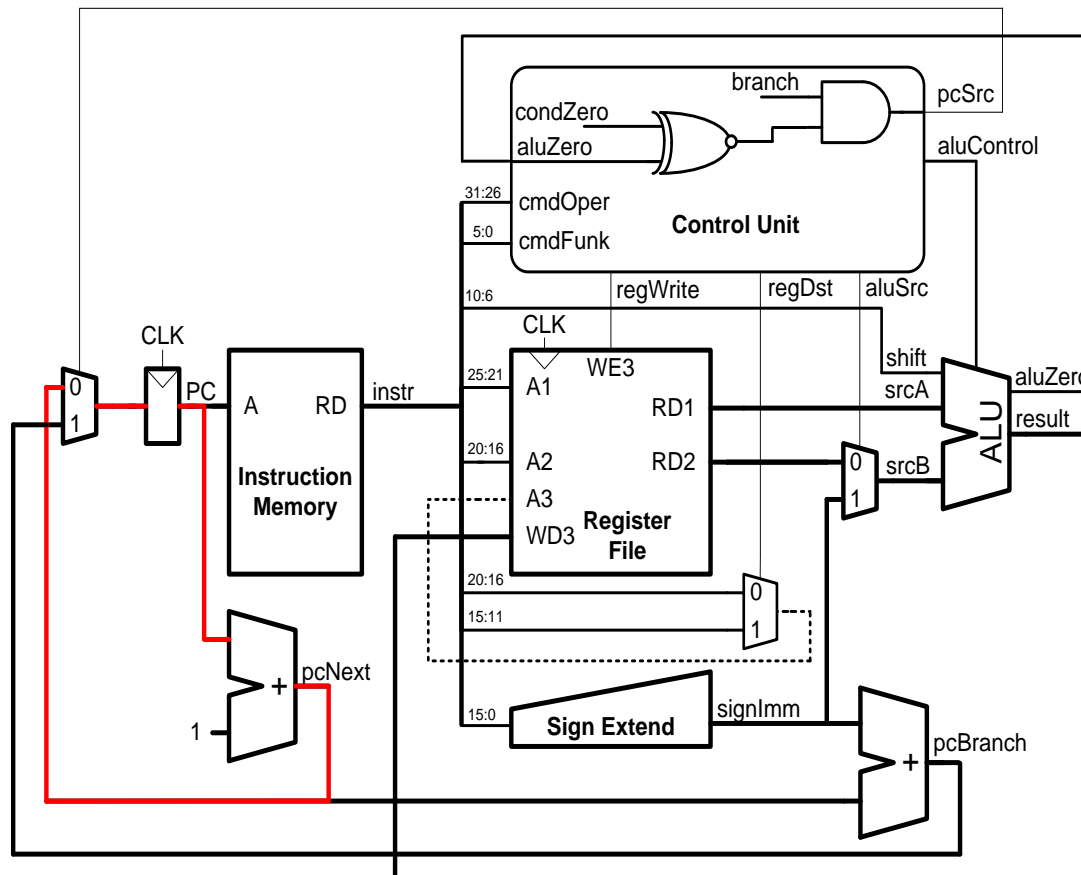 branch
pcSrc
condZero
aluZero
aluControl
31:26
cmdOper
5:0
cmdFunk
Control Unit
regWrite
regDst
aluSrc
10:6
CLK
CLK
shift
0
1
PC
A
RD
instr
25:21
A1
WE3
RD1
srcA
aluZero
result
ALU
20:16
A2
RD2
0
1
srcB
Instruction
Memory
A3
WD3
Register
File
20:16
15:11
0
1
pcNext
+
1
15:0
Sign Extend
signImm
pcBranch
+